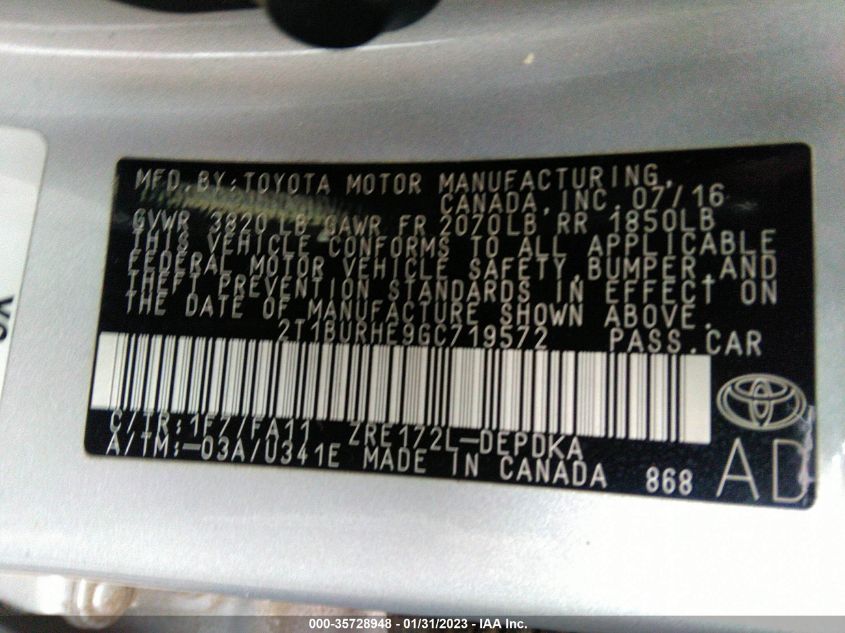 MFD.BY:TOYOTA MOTOR MANUFACTURING,
CANADA,INC. 07/16
GVWR 3820 LB GAWR FR 2070LB RR 1850LB
THIS VEHICLE CONFORMS TO ALL APPLICABLE
FEDERAL MOTOR VEHICLE SAFETY,BUMPER,AND
THEFT PREVENTION STANDARDS IN EFFECT ON
THE DATE OF MANUFACTURE SHOWN ABOVE.
2T1BURHE9GC719572 PASS.CAR
C/TR:1F7/FA11 ZRE172L-DEPDKA
A/TM:-03A/U341E MADE IN CANADA 868 AD
000-35728948 - 01/31/2023 - IAA Inc.